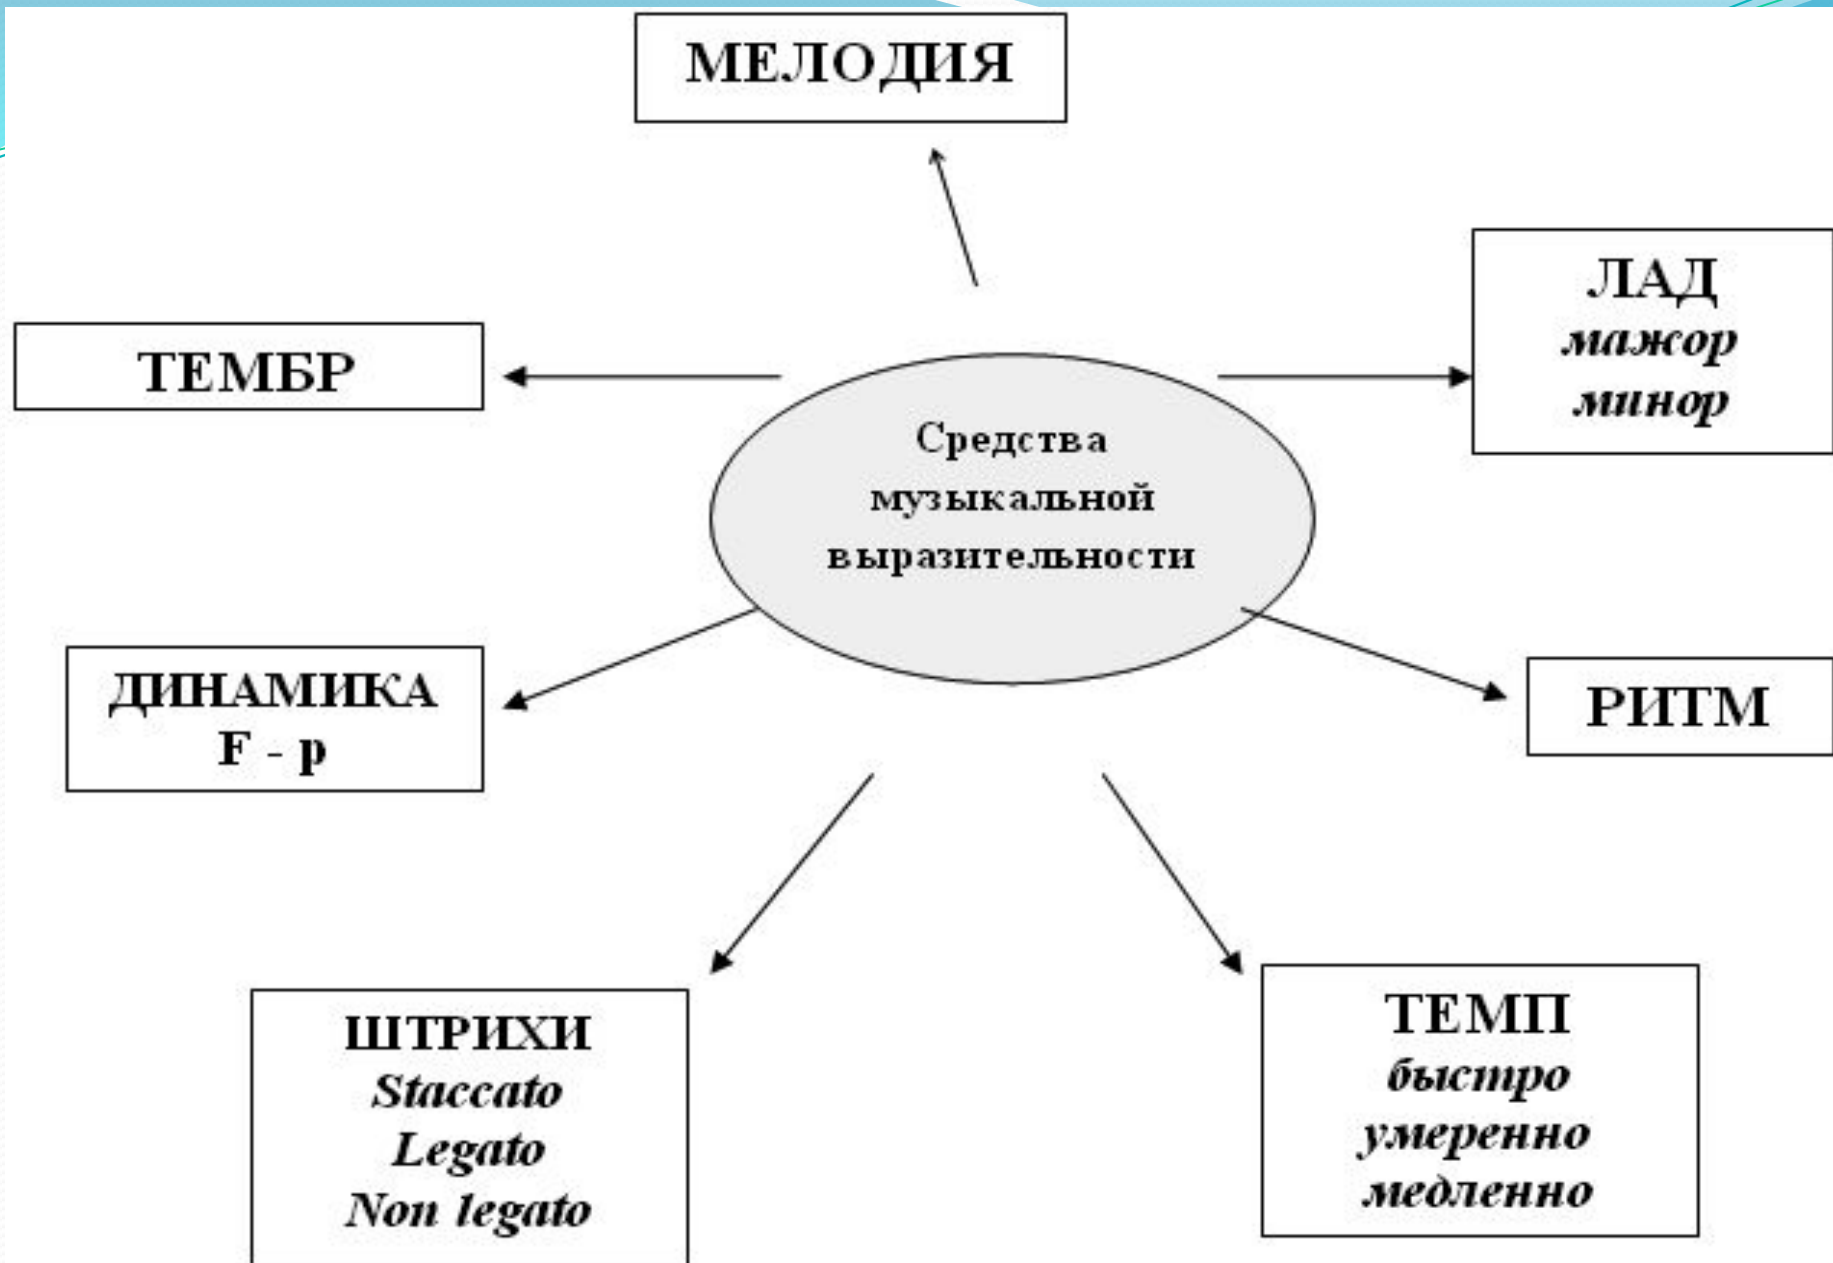 МЕЛОДИЯ
ЛАД
мажор
минор
ТЕМБР
Средства
музыкальной
выразительности
ДИНАМИКА
F - p
РИТМ
ШТРИХИ
Staccato
Legato
Non legato
ТЕМП
быстро
умеренно
медленно